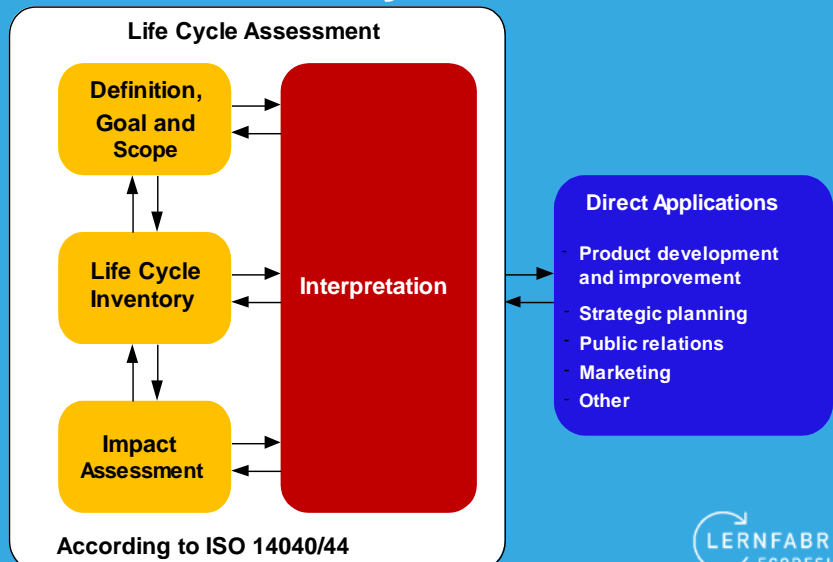 Life Cycle Assessment
Definition,
Goal and
Scope
Life Cycle
Inventory
Impact
Assessment
Interpretation
According to ISO 14040/44
Direct Applications
- Product development
and improvement
- Strategic planning
- Public relations
- Marketing
- Other
LERNFABR